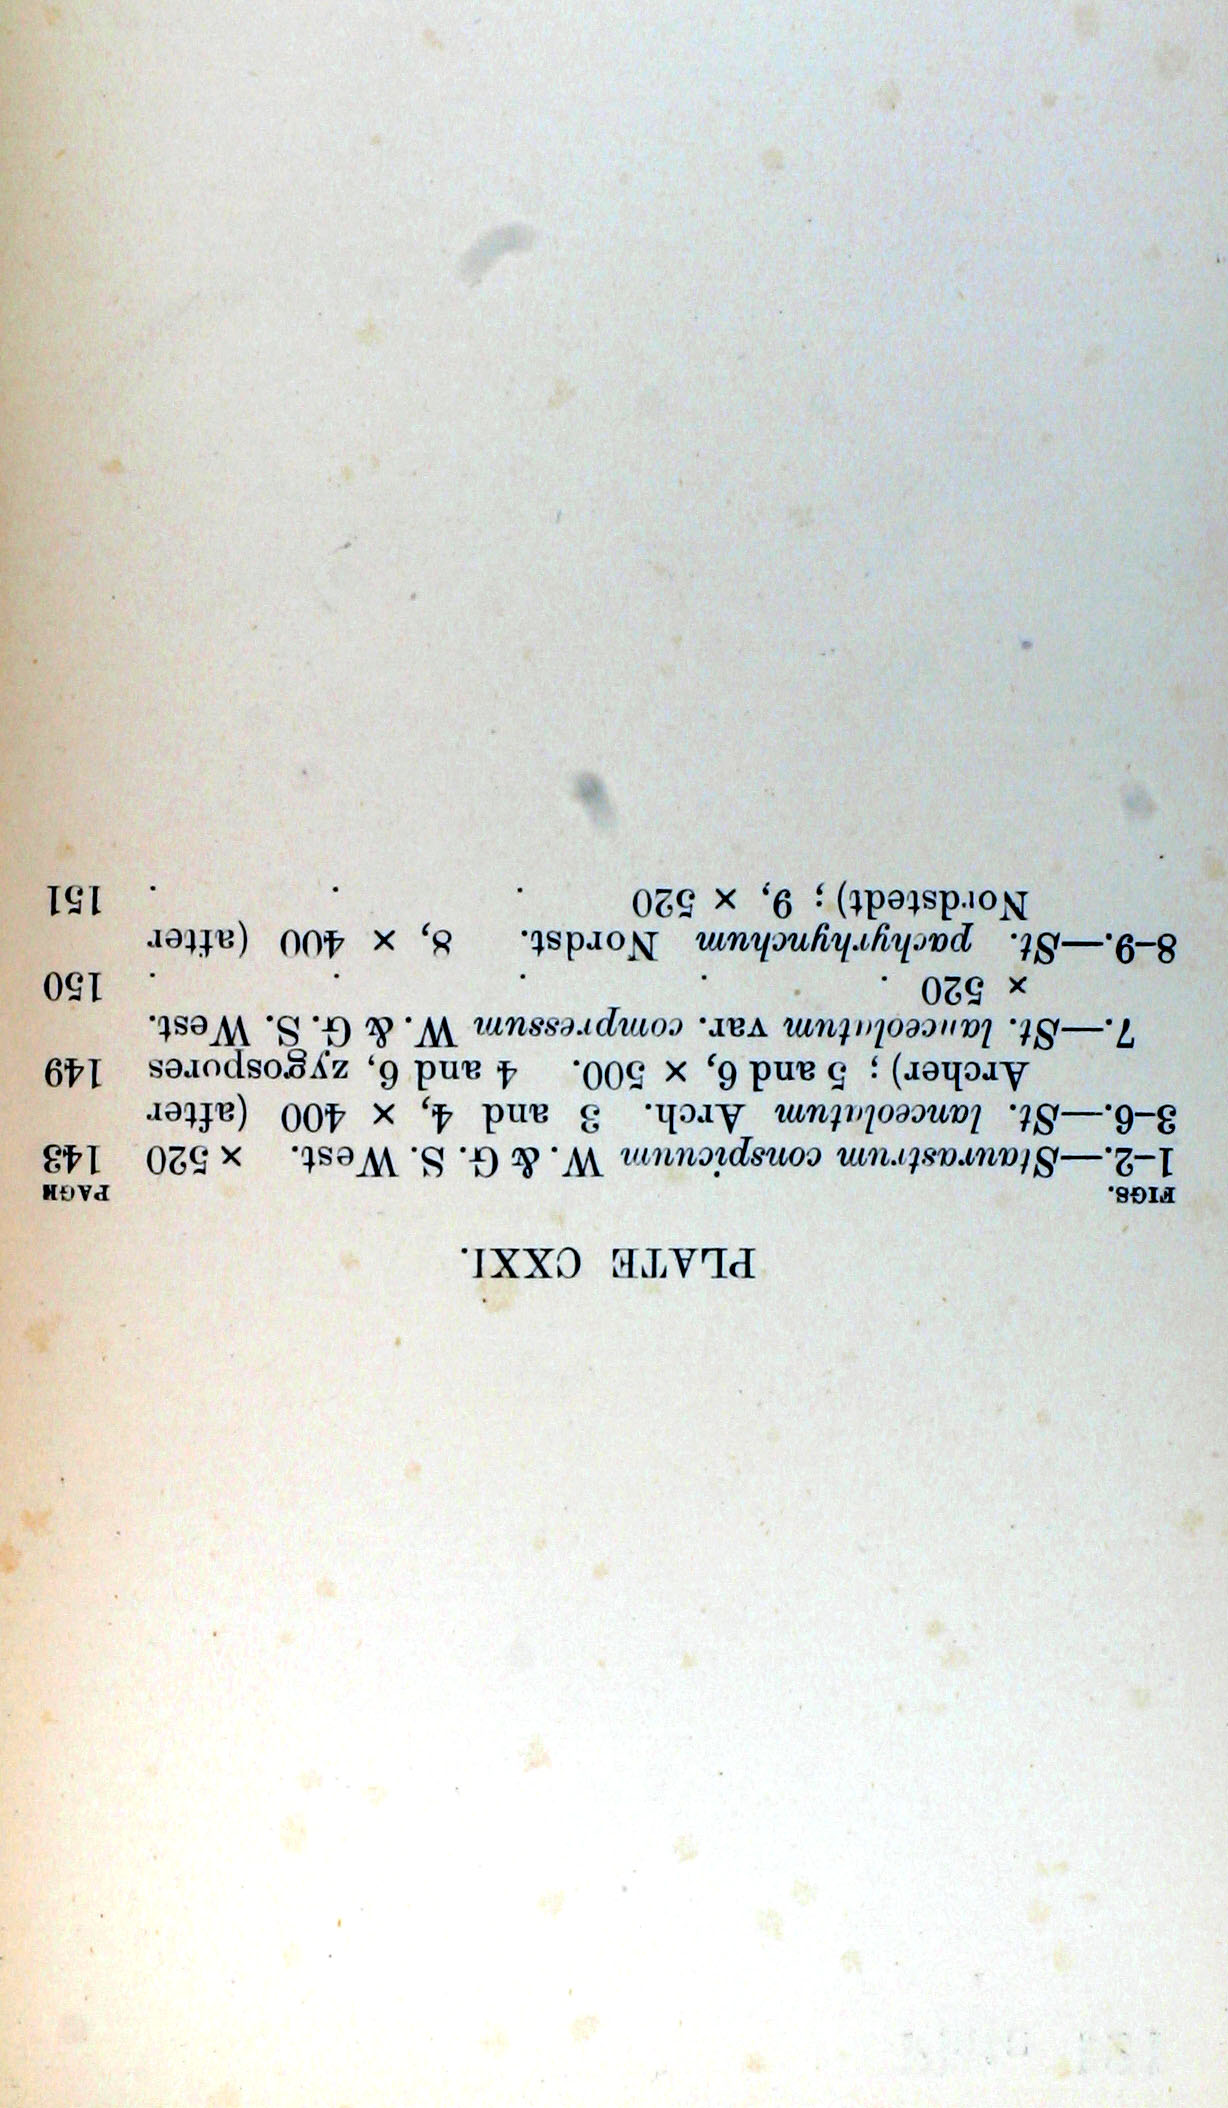 PLATE CXXI.
FIGS. PAGE
1–2.—Staurastrum conspicuum W. & G. S. West. × 520 143
3–6.—St. lanceolatum Arch. 3 and 4, × 400 (after
Archer); 5 and 6, × 500. 4 and 6, zygospores 149
7.—St. lanceolatum var. compressum W. & G. S. West.
× 520 . . . . . 150
8–9.—St. pachyrhynchum Nordst. 8, × 400 (after
Nordstedt); 9, × 520 . . . 151